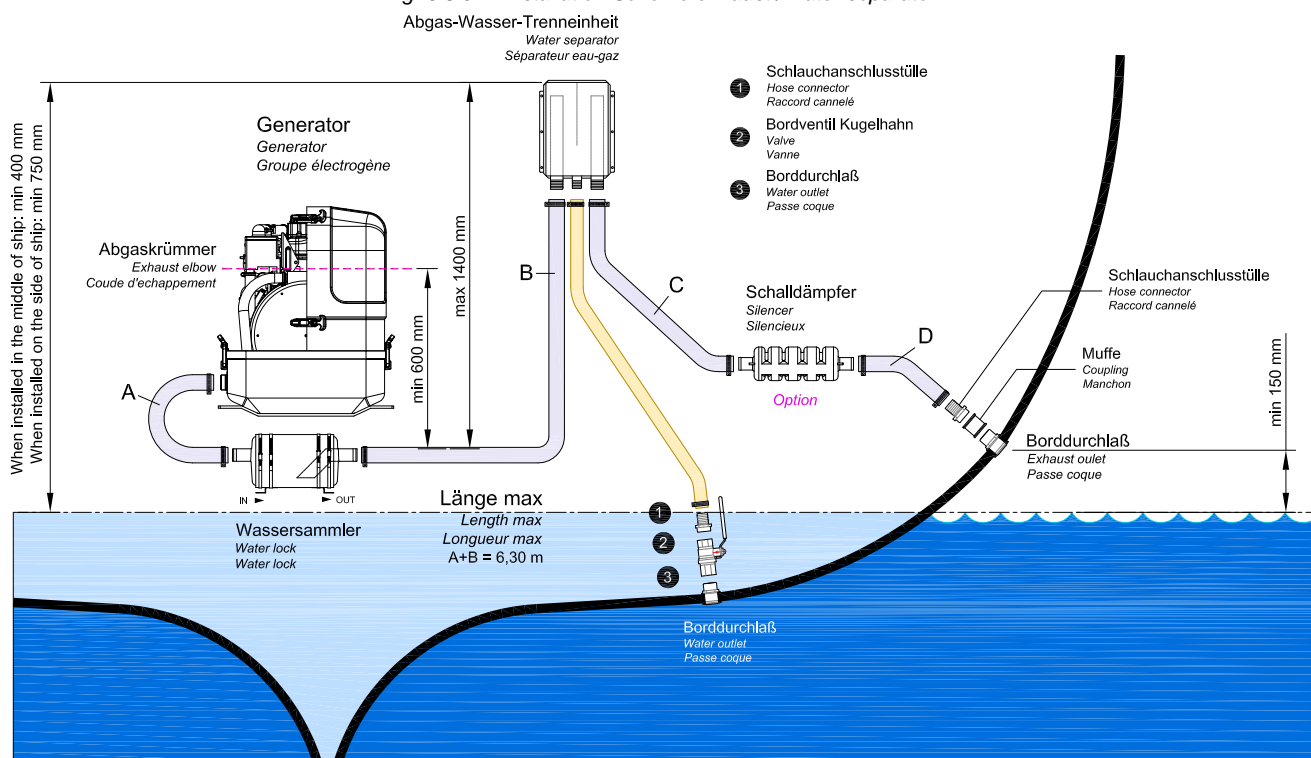 Abgas-Wasser-Trenneinheit
Water separator
Séparateur eau-gaz
1
Schlauchanschlusstülle
Hose connector
Raccord cannelé
2
Bordventil Kugelhahn
Valve
Vanne
3
Borddurchlaß
Water outlet
Passe coque
When installed in the middle of ship: min 400 mm
When installed on the side of ship: min 750 mm
Generator
Generator
Groupe électrogène
Abgaskrümmer
Exhaust elbow
Coude d'echappement
max 1400 mm
min 600 mm
A
B
C
D
Schalldämpfer
Silencer
Silencieux
Option
Schlauchanschlusstülle
Hose connector
Raccord cannelé
Muffe
Coupling
Manchon
min 150 mm
Borddurchlaß
Exhaust oulet
Passe coque
IN
OUT
Wassersammler
Water lock
Water lock
Länge max
Length max
Longueur max
A+B = 6,30 m
1
2
3
Borddurchlaß
Water outlet
Passe coque